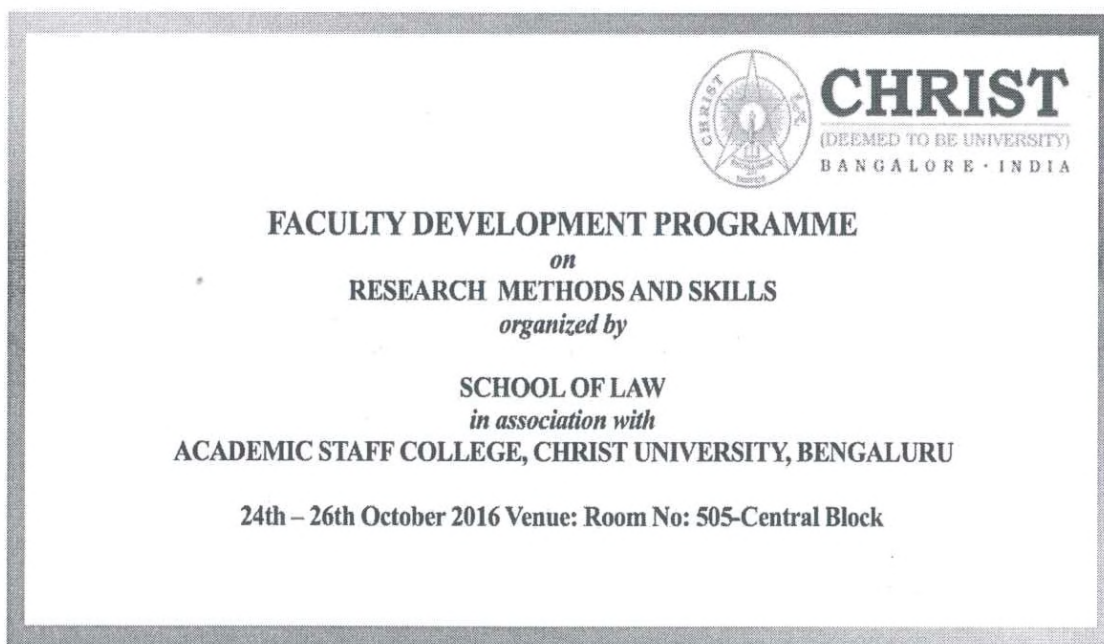 CHRIST
CHRIST
(DEEMED TO BE UNIVERSITY)
BANGALORE · INDIA
FACULTY DEVELOPMENT PROGRAMME
on
RESEARCH METHODS AND SKILLS
organized by
SCHOOL OF LAW
in association with
ACADEMIC STAFF COLLEGE, CHRIST UNIVERSITY, BENGALURU
24th – 26th October 2016 Venue: Room No: 505-Central Block